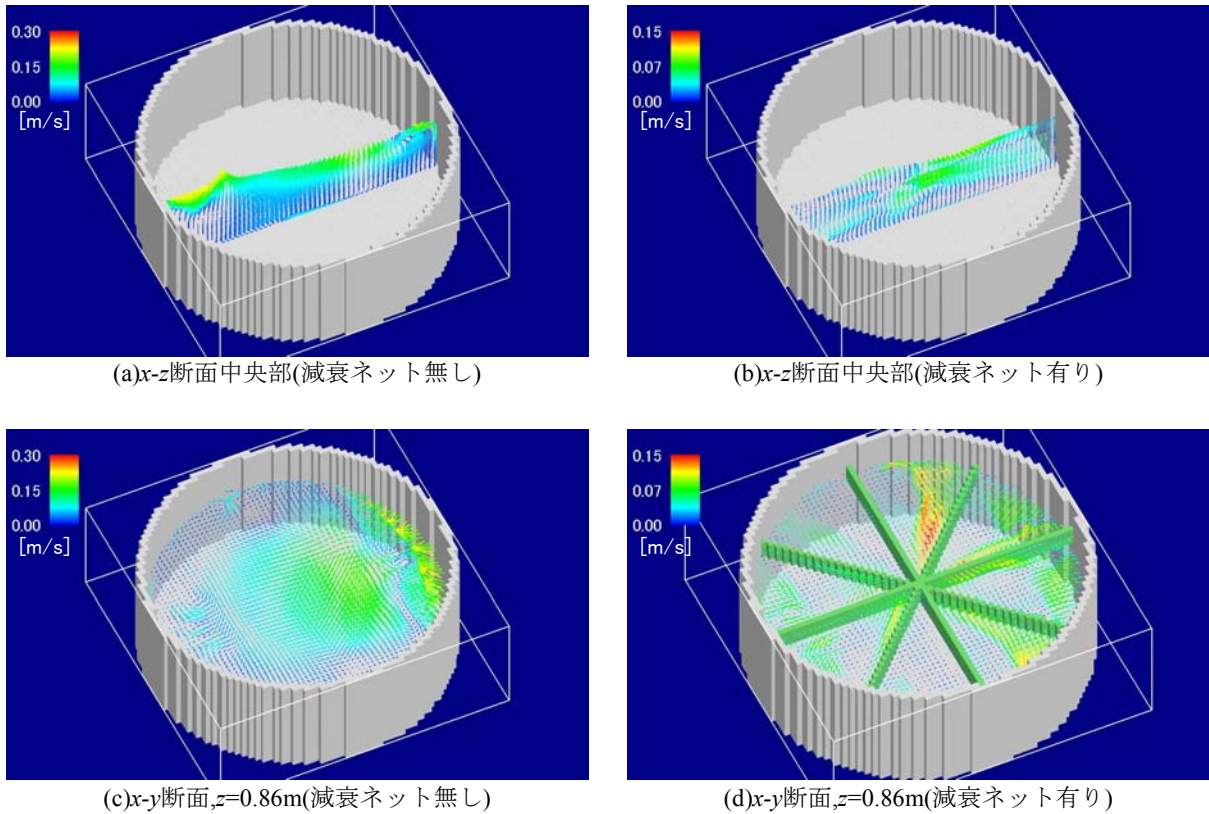 0.30
0.15
0.00
[m/s]
0.15
0.07
0.00
[m/s]
(a)x-z断面中央部(減衰ネット無し)
(b)x-z断面中央部(減衰ネット有り)
0.30
0.15
0.00
[m/s]
0.15
0.07
0.00
[m/s]
(c)x-y断面,z=0.86m(減衰ネット無し)
(d)x-y断面,z=0.86m(減衰ネット有り)